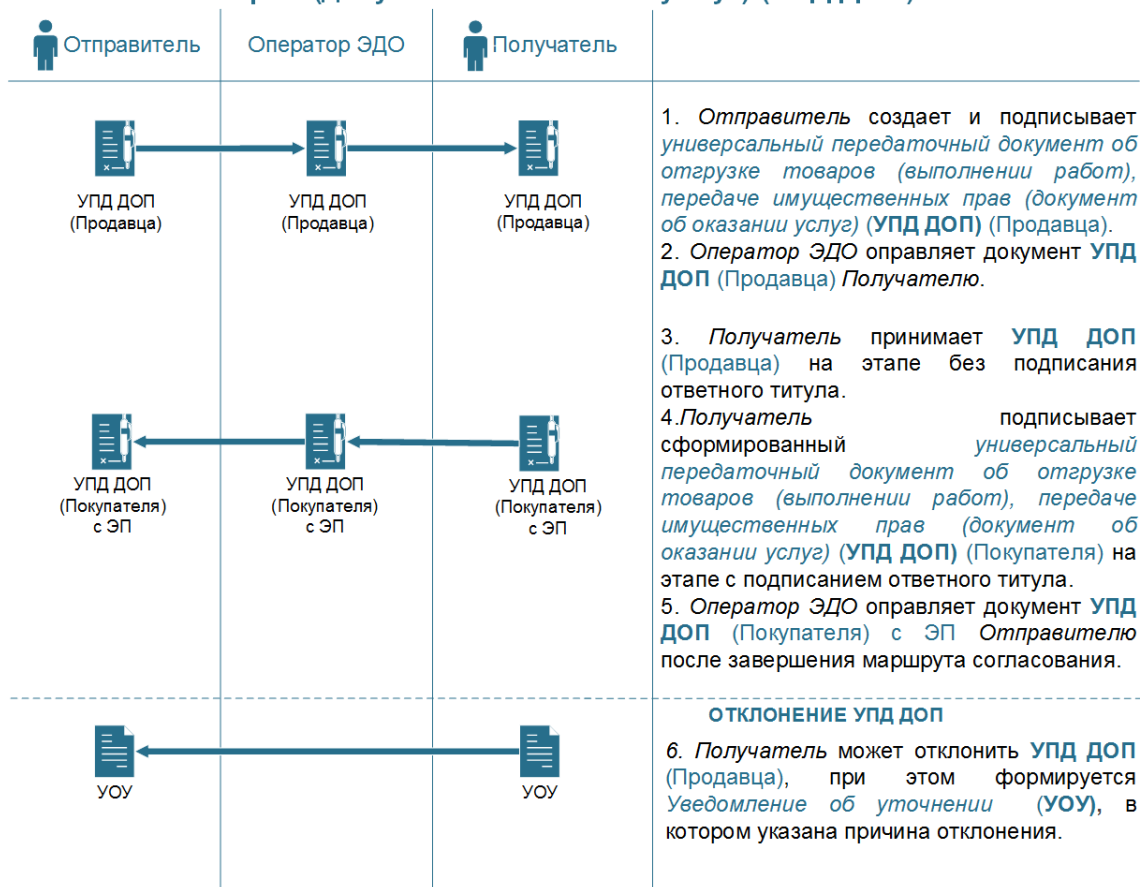 Отправитель
Оператор ЭДО
Получатель
УПД ДОП
(Продавца)
УПД ДОП
(Продавца)
УПД ДОП
(Продавца)
1. Отправитель создает и подписывает
универсальный передаточный документ об
отгрузке товаров (выполнении работ),
передаче имущественных прав (документ
об оказании услуг) (УПД ДОП) (Продавца).
2. Оператор ЭДО оправляет документ УПД
ДОП (Продавца) Получателю.
3. Получатель принимает УПД ДОП
(Продавца) на этапе без подписания
ответного титула.
4.Получатель подписывает
сформированный универсальный
передаточный документ об отгрузке
товаров (выполнении работ), передаче
имущественных прав (документ об
оказании услуг) (УПД ДОП) (Покупателя) на
этапе с подписанием ответного титула.
5. Оператор ЭДО оправляет документ УПД
ДОП (Покупателя) с ЭП Отправителю
после завершения маршрута согласования.
УПД ДОП
(Покупателя)
с ЭП
УПД ДОП
(Покупателя)
с ЭП
УПД ДОП
(Покупателя)
с ЭП
ОТКЛОНЕНИЕ УПД ДОП
6. Получатель может отклонить УПД ДОП
(Продавца), при этом формируется
Уведомление об уточнении (УОУ), в
котором указана причина отклонения.
УОУ
УОУ